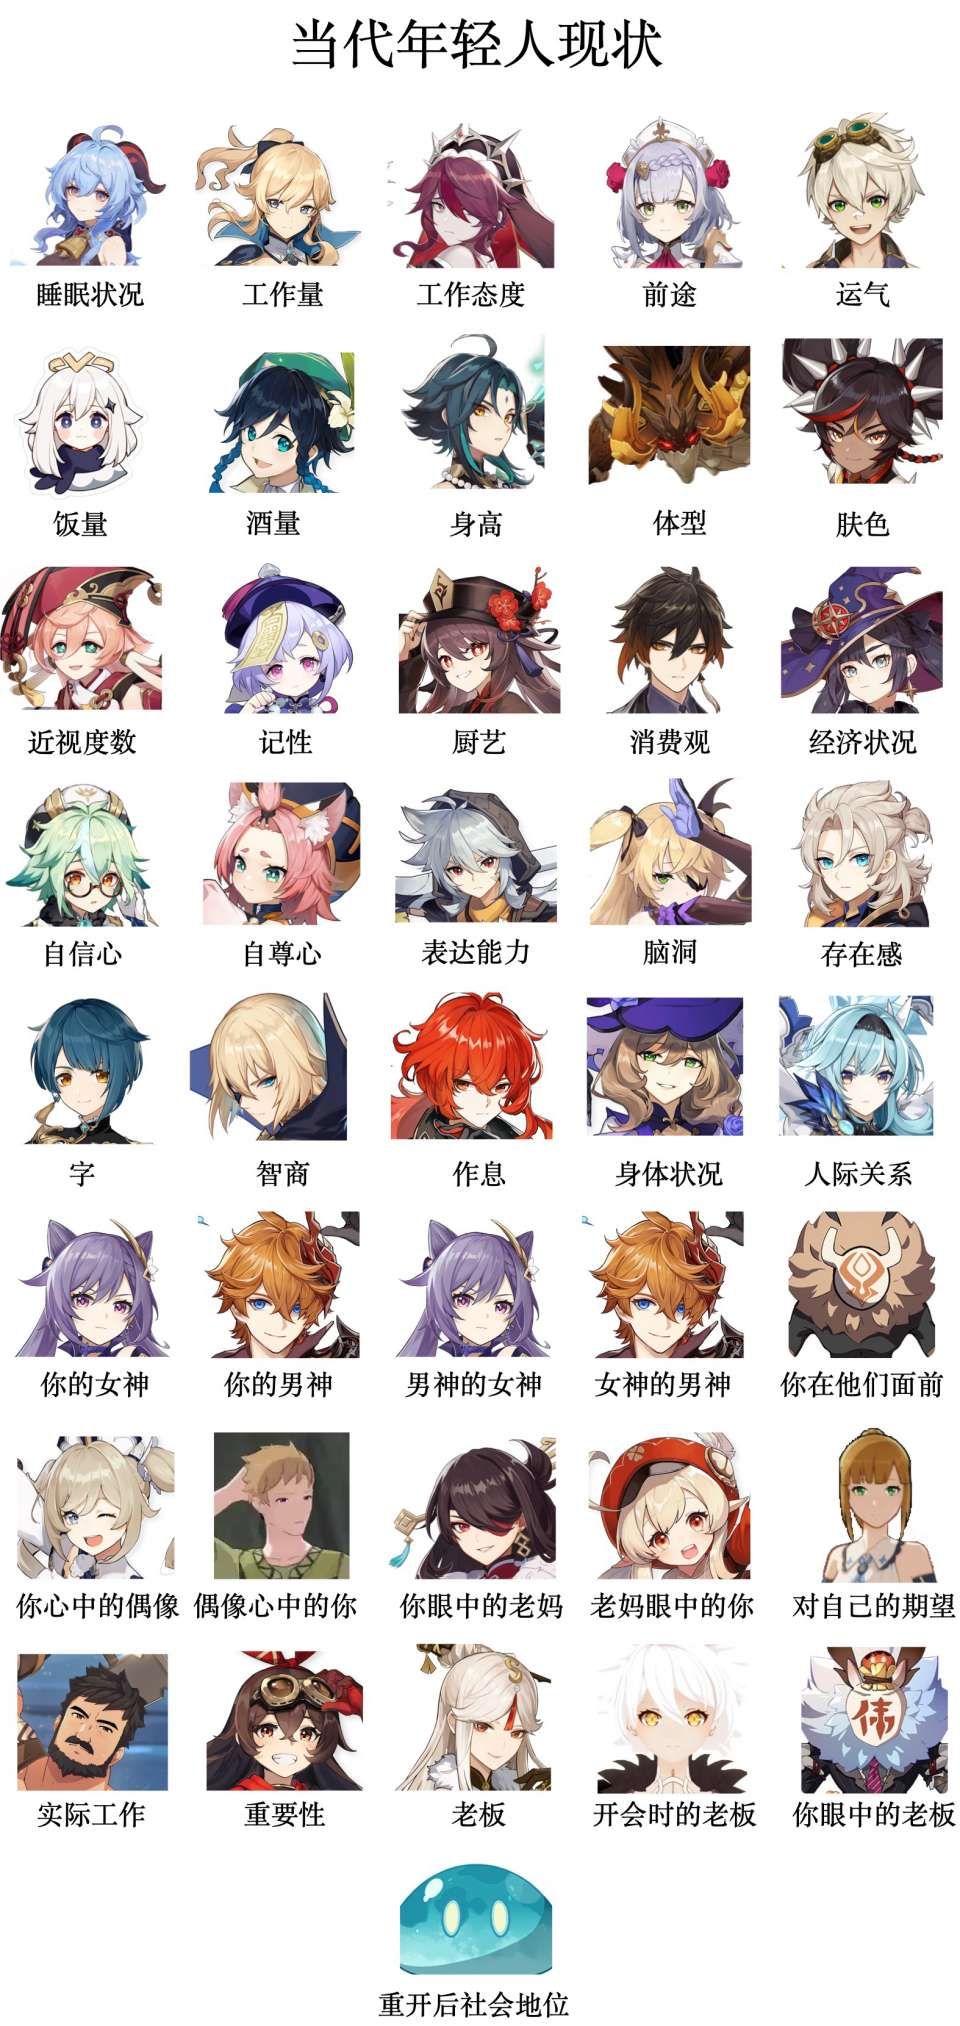 当代年轻人现状
睡眠状况 工作量 工作态度 前途 运气
饭量 酒量 身高 体型 肤色
近视度数 记性 厨艺 消费观 经济状况
自信心 自尊心 表达能力 脑洞 存在感
字 智商 作息 身体状况 人际关系
你的女神 你的男神 男神的女神 女神的男神 你在他们面前
你心中的偶像 偶像心中的你 你眼中的老妈 老妈眼中的你 对自己的期望
伟
实际工作 重要性 老板 开会时的老板 你眼中的老板
重开后社会地位